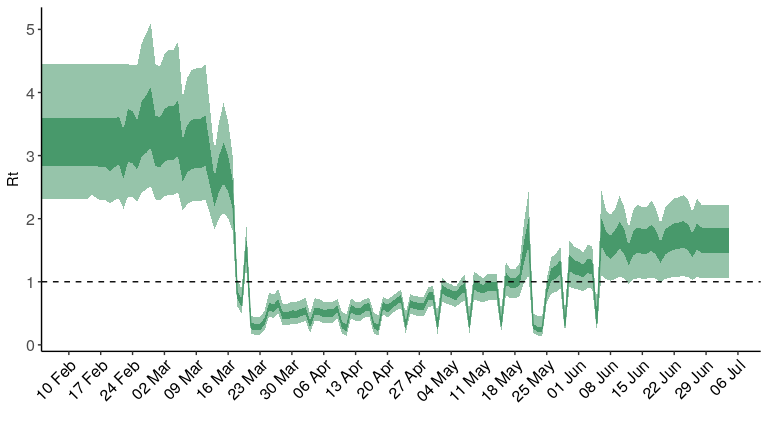 5
4
3
2
1
0
Rt
10 Feb
17 Feb
24 Feb
02 Mar
09 Mar
16 Mar
23 Mar
30 Mar
06 Apr
13 Apr
20 Apr
27 Apr
04 May
11 May
18 May
25 May
01 Jun
08 Jun
15 Jun
22 Jun
29 Jun
06 Jul